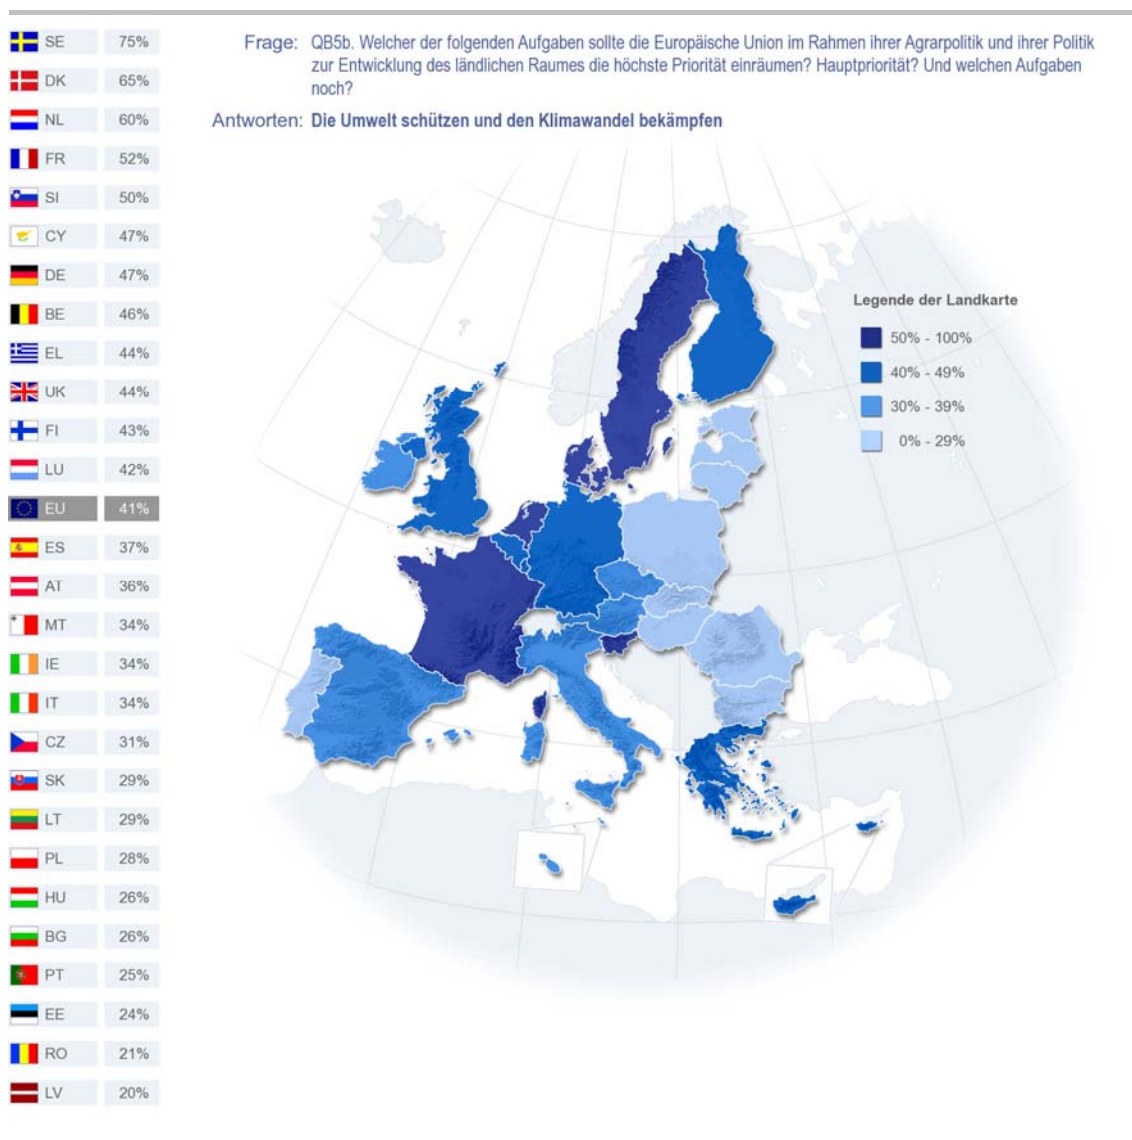 SE 75%
DK 65%
NL 60%
FR 52%
SI 50%
CY 47%
DE 47%
BE 46%
EL 44%
UK 44%
FI 43%
LU 42%
EU 41%
ES 37%
AT 36%
MT 34%
IE 34%
IT 34%
CZ 31%
SK 29%
LT 29%
PL 28%
HU 26%
BG 26%
PT 25%
EE 24%
RO 21%
LV 20%
Frage: QB5b. Welcher der folgenden Aufgaben sollte die Europäische Union im Rahmen ihrer Agrarpolitik und ihrer Politik
zur Entwicklung des ländlichen Raumes die höchste Priorität einräumen? Hauptpriorität? Und welchen Aufgaben
noch?
Antworten: Die Umwelt schützen und den Klimawandel bekämpfen
Legende der Landkarte
50% - 100%
40% - 49%
30% - 39%
0% - 29%